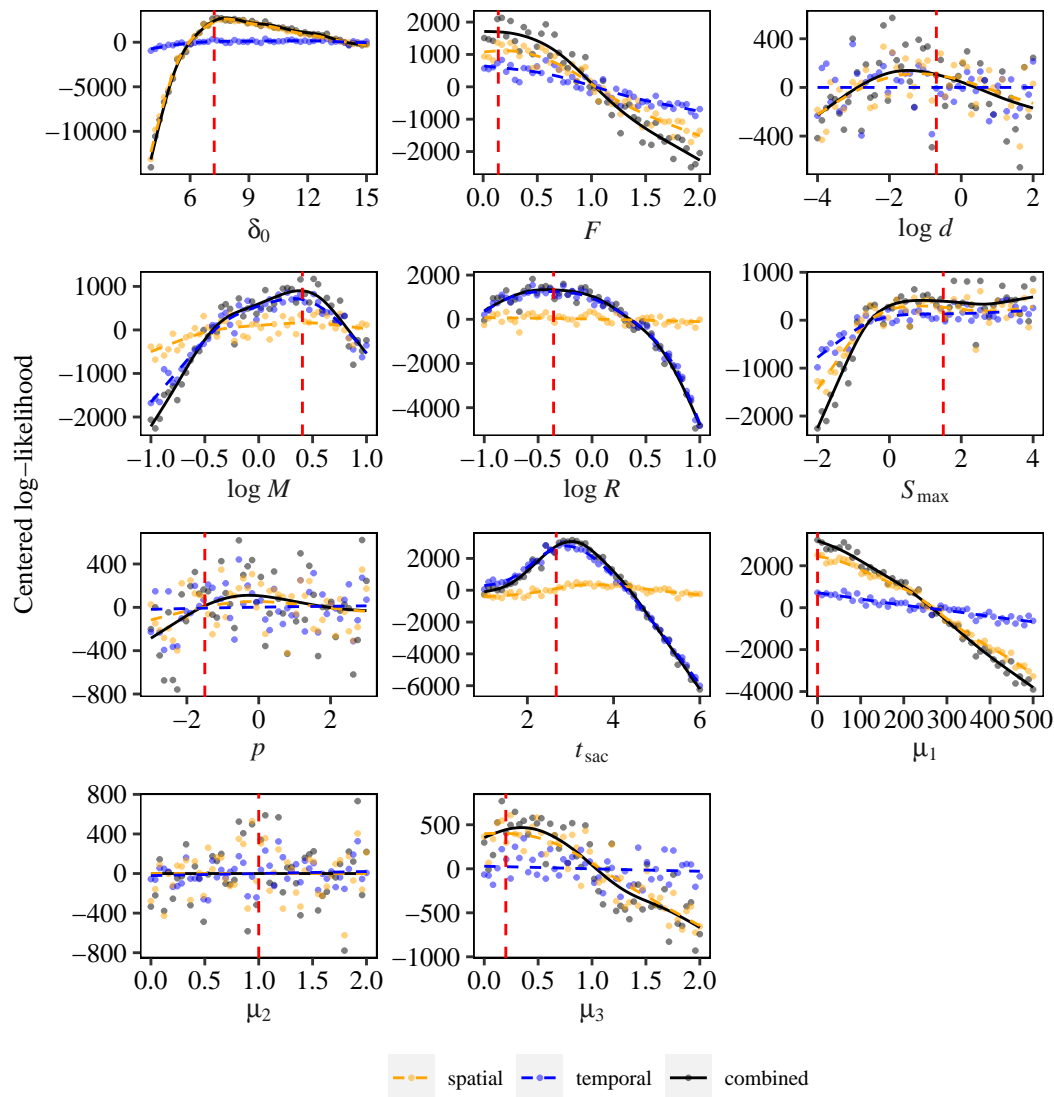 Centered log−likelihood
0
−5000
−10000
6 9 12 15
δ0
2000
1000
0
−1000
−2000
0.0 0.5 1.0 1.5 2.0
F
400
0
−400
−4 −2 0 2
log d
1000
0
−1000
−2000
−1.0 −0.5 0.0 0.5 1.0
log M
2000
0
−2000
−4000
−1.0 −0.5 0.0 0.5 1.0
log R
1000
0
−1000
−2000
−2 0 2 4
Smax
400
0
−400
−800
−2 0 2
p
2000
0
−2000
−4000
−6000
2 4 6
tsac
2000
0
−2000
−4000
0 100 200 300 400 500
μ1
800
400
0
−400
−800
0.0 0.5 1.0 1.5 2.0
μ2
500
0
−500
−1000
0.0 0.5 1.0 1.5 2.0
μ3
spatial temporal combined